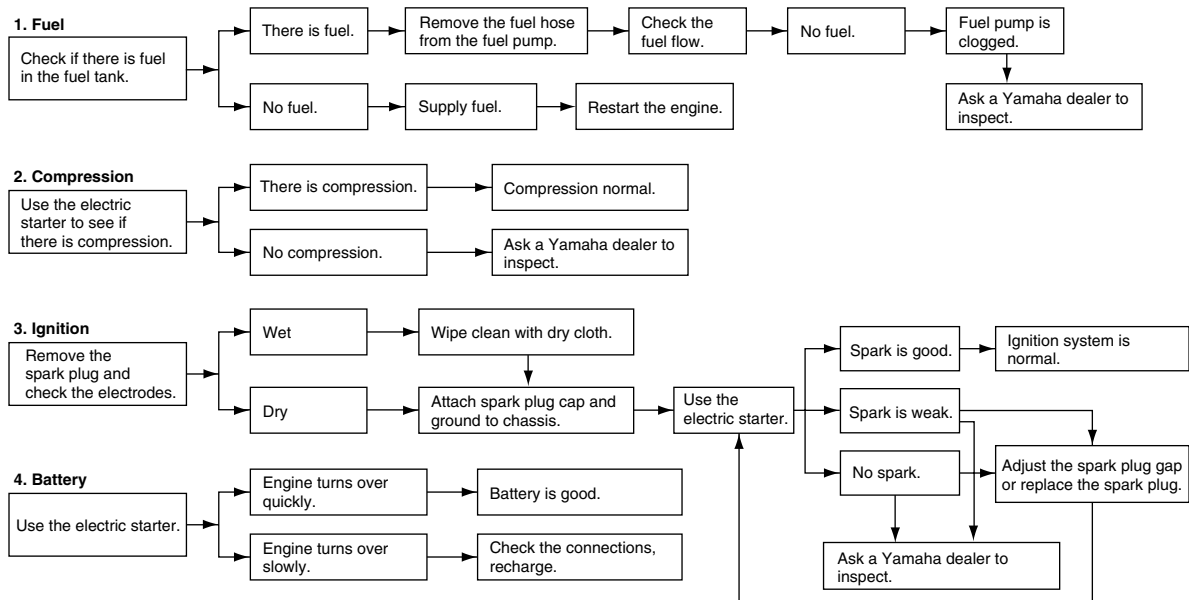 1. Fuel
Check if there is fuel
in the fuel tank.
There is fuel.
Remove the fuel hose
from the fuel pump.
Check the
fuel flow.
No fuel.
Fuel pump is
clogged.
Ask a Yamaha dealer to
inspect.
No fuel.
Supply fuel.
Restart the engine.
2. Compression
Use the electric
starter to see if
there is compression.
There is compression.
Compression normal.
No compression.
Ask a Yamaha dealer to
inspect.
3. Ignition
Remove the
spark plug and
check the electrodes.
Wet
Wipe clean with dry cloth.
Dry
Attach spark plug cap and
ground to chassis.
Use the
electric starter.
Spark is good.
Ignition system is
normal.
Spark is weak.
No spark.
Adjust the spark plug gap
or replace the spark plug.
Ask a Yamaha dealer to
inspect.
4. Battery
Use the electric starter.
Engine turns over
quickly.
Battery is good.
Engine turns over
slowly.
Check the connections,
recharge.